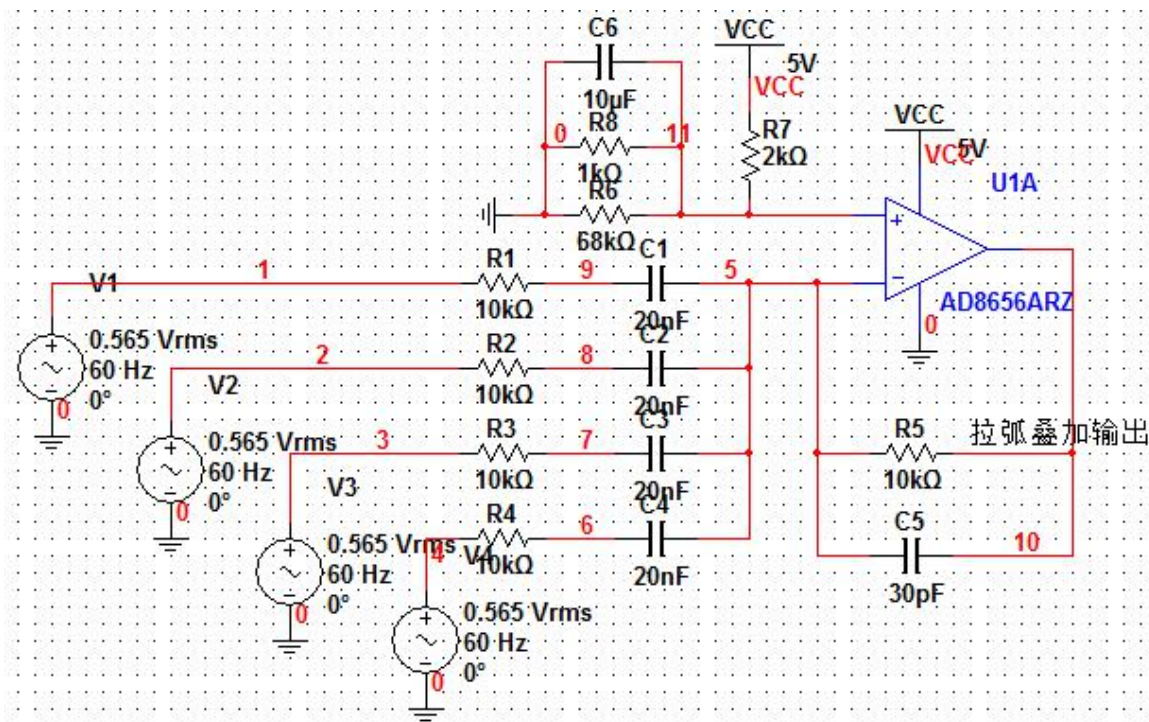 C6
10µF
VCC
5V
VCC
0
R8
1kΩ
11
R7
2kΩ
VCC
5V
VCC
U1A
R6
68kΩ
AD8656ARZ
0
V1
1
R1
10kΩ
9
C1
20nF
5
0.565 Vrms
60 Hz
0°
0
2
R2
10kΩ
8
C2
20nF
V2
0.565 Vrms
60 Hz
0°
0
3
R3
10kΩ
7
C3
20nF
R5
10kΩ
拉弧叠加输出
V3
0.565 Vrms
60 Hz
0°
0
4
V4
R4
10kΩ
6
C4
20nF
C5
30pF
10
0.565 Vrms
60 Hz
0°
0